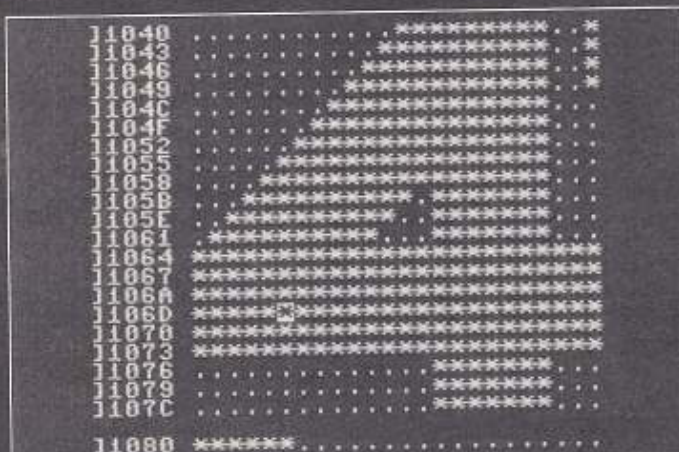 ]1040 ............*********..*
]1043 ...........**********..*
]1046 ..........***********..*
]1049 .........************..*
]104C ........*************...
]104F .......**************...
]1052 ......***************...
]1055 .....****************...
]1058 ....*****************...
]105B ...**********.*******...
]105E ..**********..*******...
]1061 .**********...*******...
]1064 ************************
]1067 ************************
]106A ************************
]106D ************************
]1070 ************************
]1073 ************************
]1076 ..............*******...
]1079 ..............*******...
]107C ..............*******...
]1080 ******..................